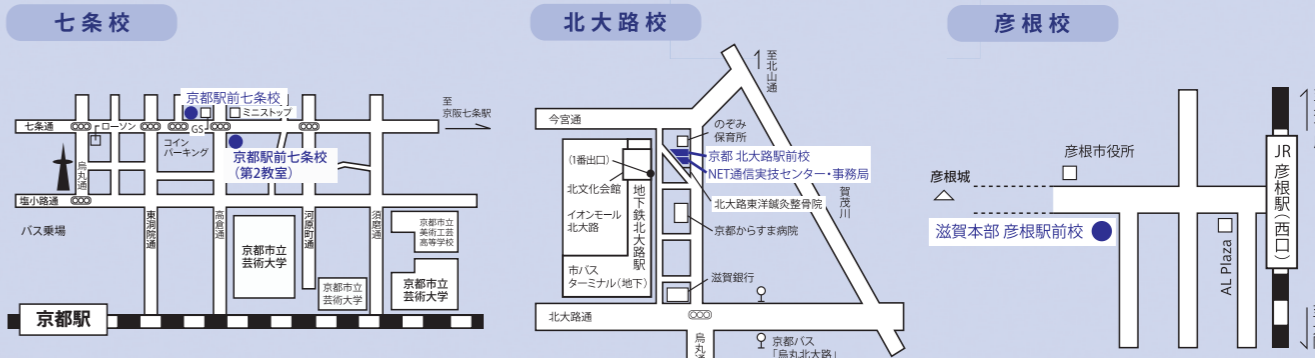 七条校
京都駅前七条校
ミニストップ
至
京阪七条駅
七条通
ローソン
GS
コイン
パーキング
京都駅前七条校
(第2教室)
烏丸通
塩小路通
バス乗場
東洞院通
高倉通
河原町通
須磨通
京都市立
芸術大学
京都市立
美術工芸
高等学校
京都市立
芸術大学
京都市立
芸術大学
京都駅
北大路校
至北山通
今宮通
のぞみ
保育所
(1番出口)
京都 北大路駅前校
NET通信実技センター・事務局
北文化会館
地下鉄北大路駅
北大路東洋鍼灸整骨院
賀茂川
イオンモール
北大路
京都からすま病院
市バス
ターミナル(地下)
滋賀銀行
北大路通
烏丸通
京都バス
「烏丸北大路」
彦根校
彦根市役所
彦根城
滋賀本部 彦根駅前校
AL Plaza
JR彦根駅(西口)